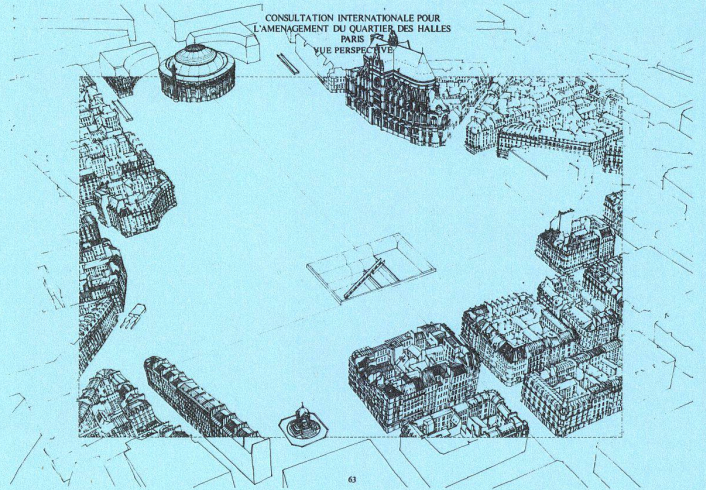 CONSULTATION INTERNATIONALE POUR
L'AMENAGEMENT DU QUARTIER DES HALLES
PARIS
VUE PERSPECTIVE
63